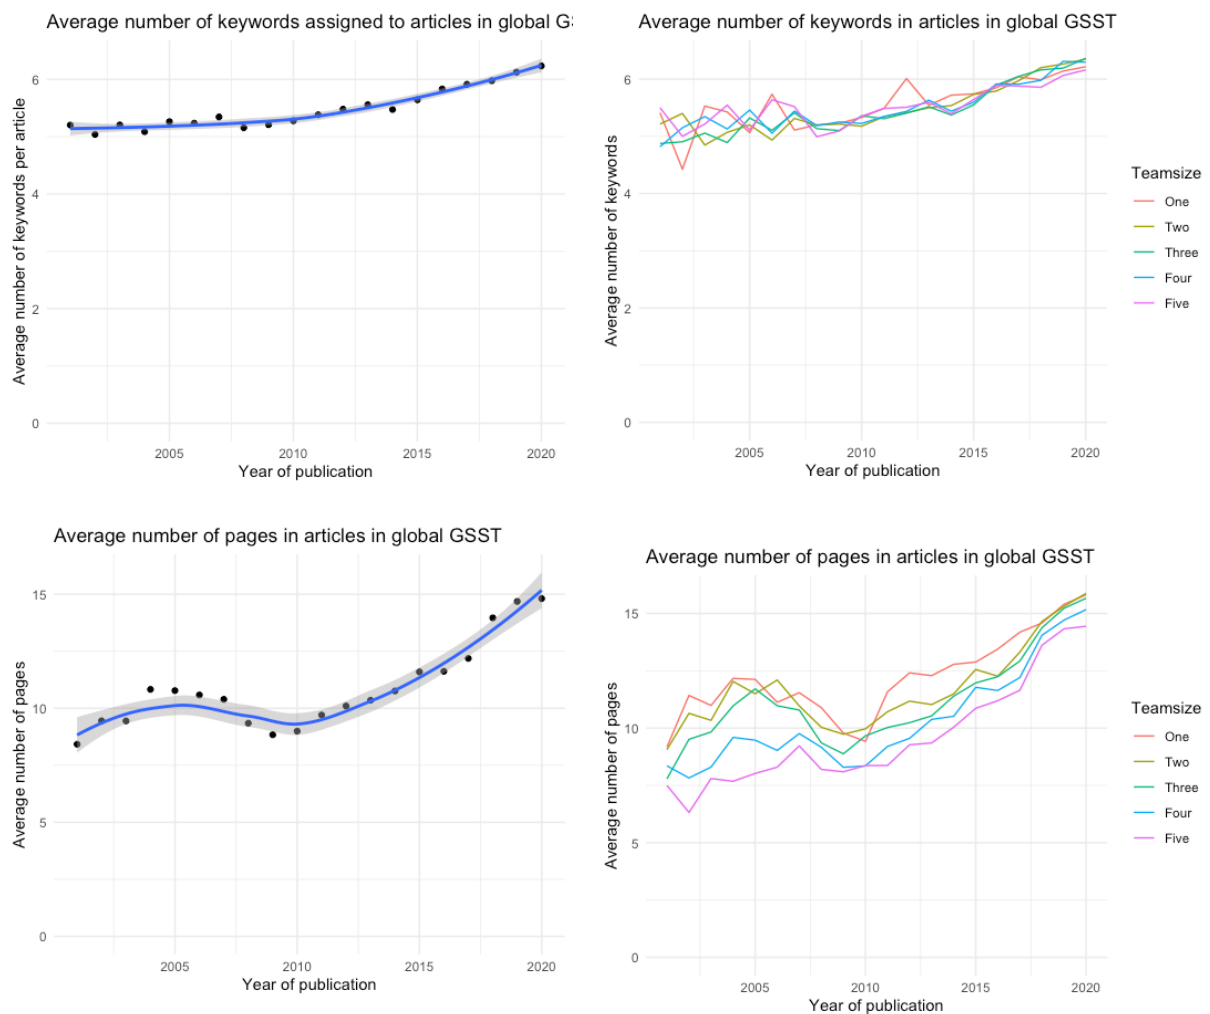 Average number of keywords assigned to articles in global G
Average number of keywords per article
6
4
2
0
2005 2010 2015 2020
Year of publication
Average number of keywords in articles in global GSST
Average number of keywords
6
4
2
0
2005 2010 2015 2020
Year of publication
Teamsize
One
Two
Three
Four
Five
Average number of pages in articles in global GSST
Average number of pages
15
10
5
0
2005 2010 2015 2020
Year of publication
Average number of pages in articles in global GSST
Average number of pages
15
10
5
0
2005 2010 2015 2020
Year of publication
Teamsize
One
Two
Three
Four
Five